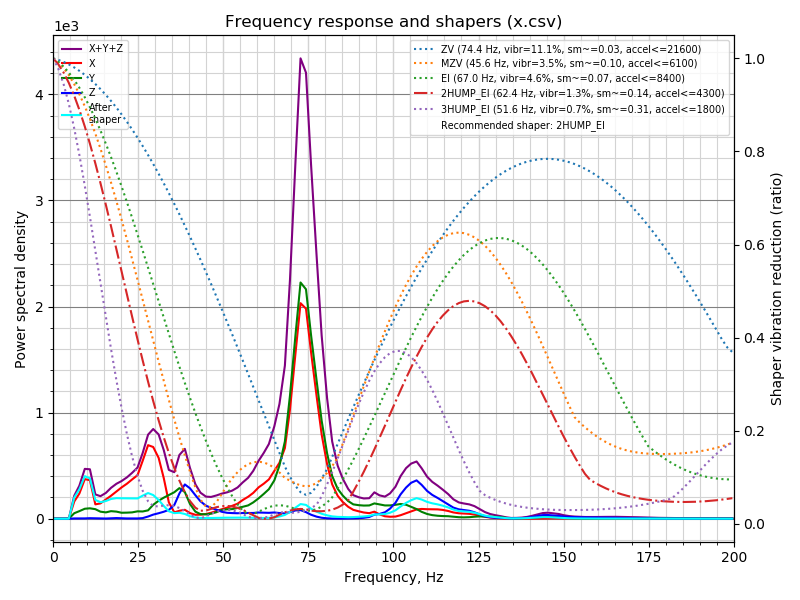 Frequency response and shapers (x.csv)
1e3
X+Y+Z
X
Y
Z
After
shaper
ZV (74.4 Hz, vibr=11.1%, sm~=0.03, accel<=21600)
MZV (45.6 Hz, vibr=3.5%, sm~=0.10, accel<=6100)
EI (67.0 Hz, vibr=4.6%, sm~=0.07, accel<=8400)
2HUMP_EI (62.4 Hz, vibr=1.3%, sm~=0.14, accel<=4300)
3HUMP_EI (51.6 Hz, vibr=0.7%, sm~=0.31, accel<=1800)
Recommended shaper: 2HUMP_EI
Power spectral density
4
3
2
1
0
1.0
0.8
0.6
0.4
0.2
0.0
Shaper vibration reduction (ratio)
0 25 50 75 100 125 150 175 200
Frequency, Hz